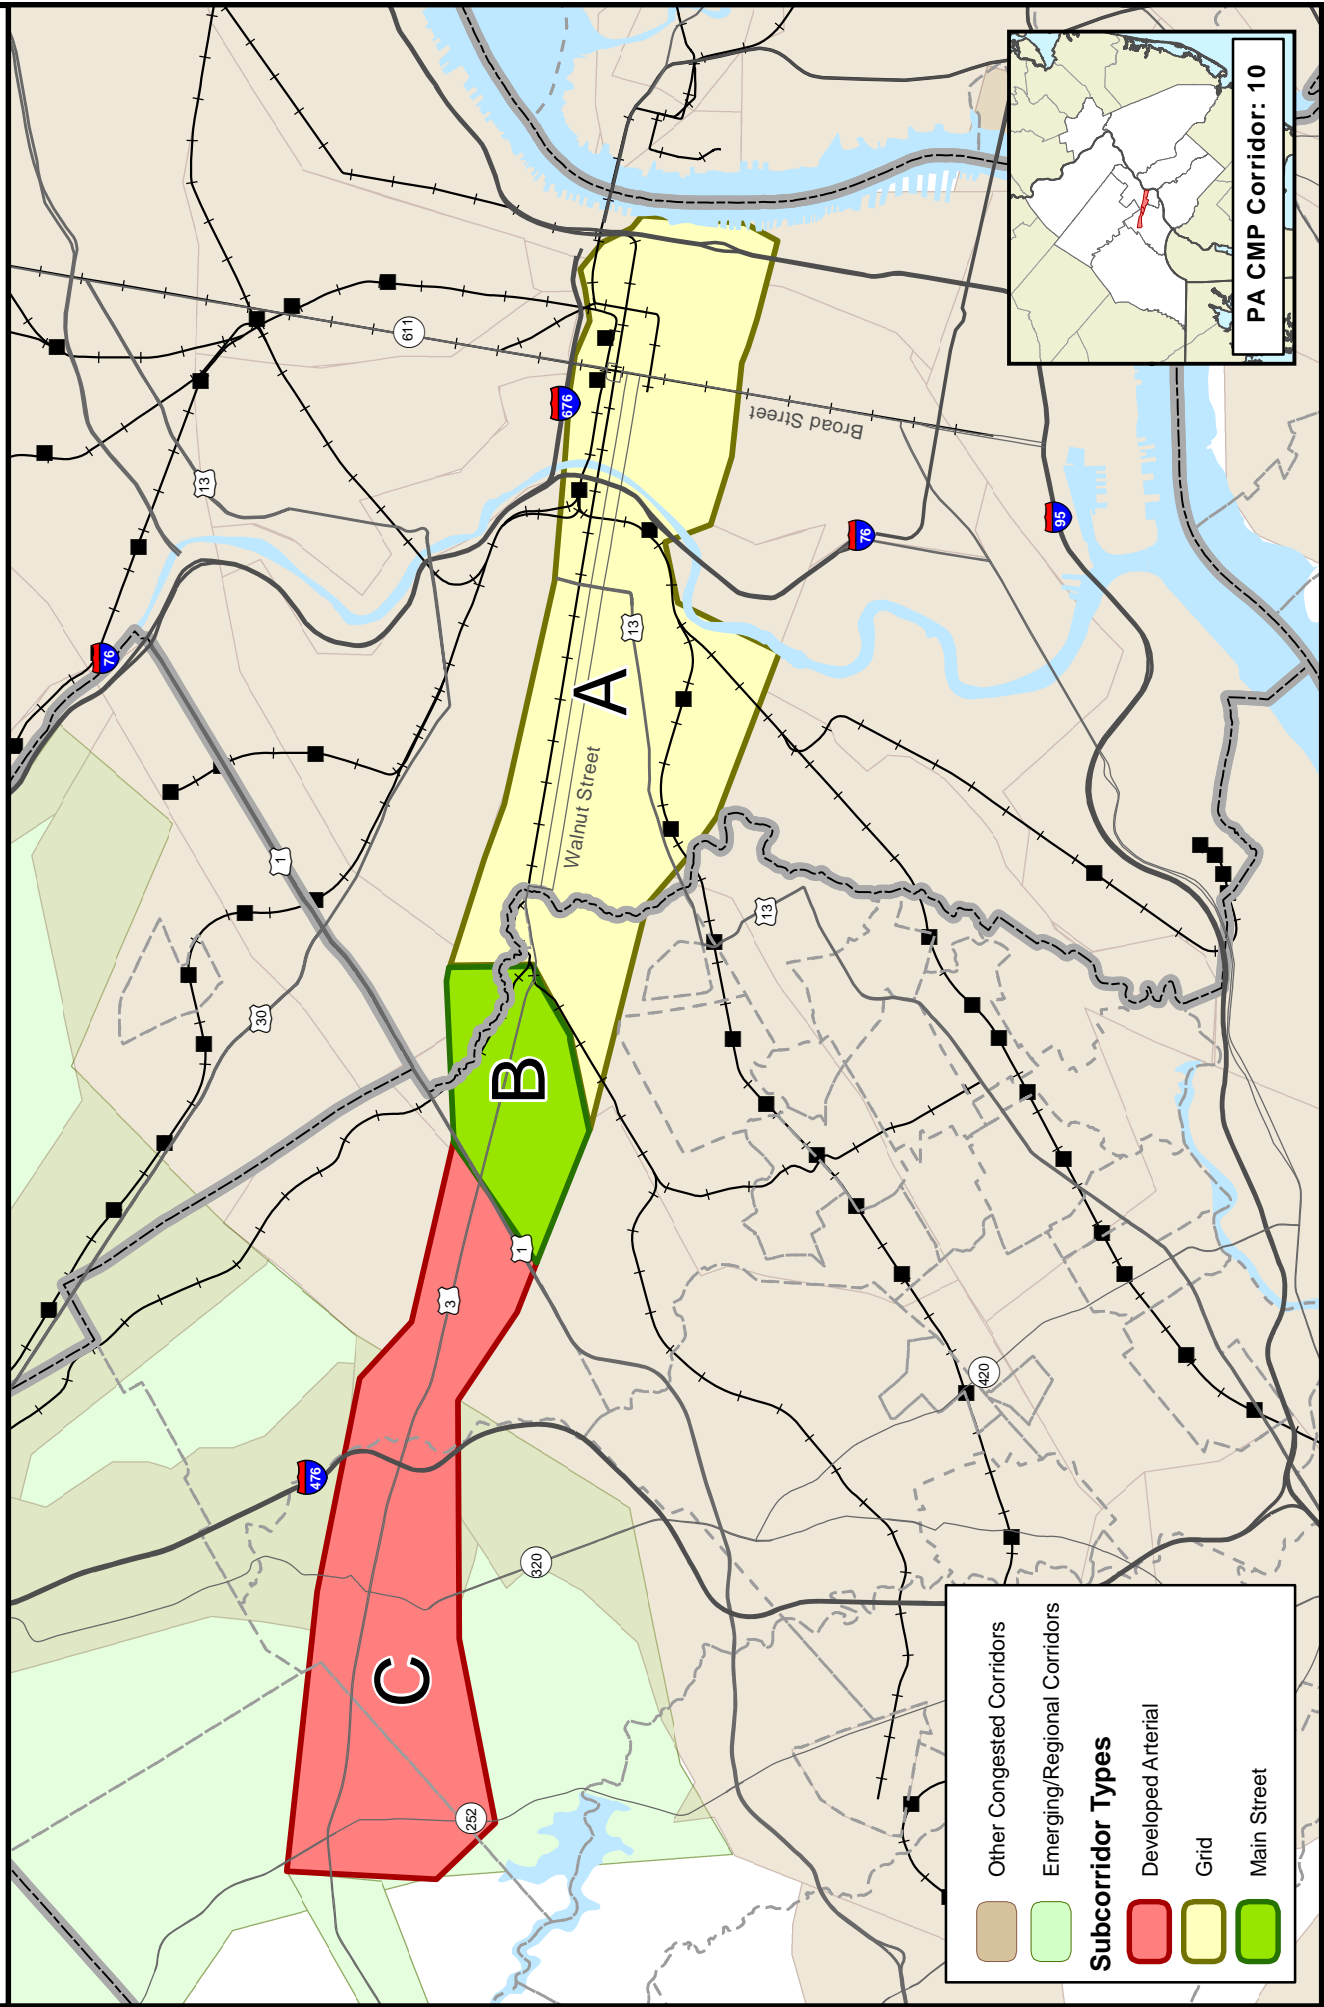 PA CMP Corridor: 10
A
B
C
Walnut Street
Broad Street
611
676
13
76
1
30
13
76
95
13
3
1
476
320
420
252
Other Congested Corridors
Emerging/Regional Corridors
Subcorridor Types
Developed Arterial
Grid
Main Street